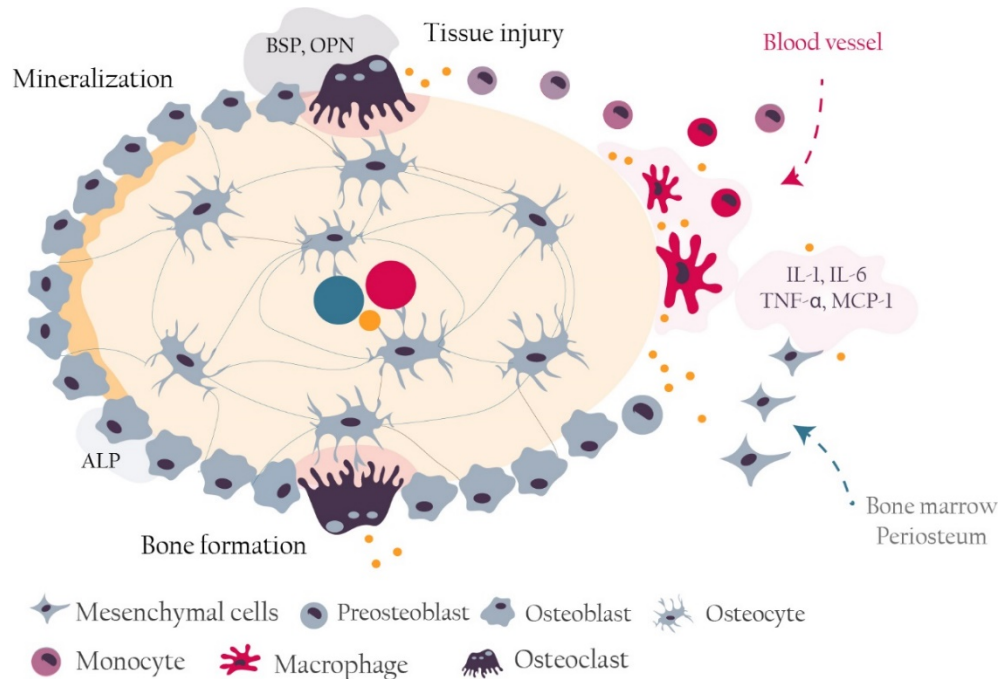 BSP, OPN
Tissue injury
Blood vessel
Mineralization
IL-1, IL-6
TNF-α, MCP-1
ALP
Bone marrow
Periosteum
Bone formation
Mesenchymal cells
Preosteoblast
Osteoblast
Osteocyte
Monocyte
Macrophage
Osteoclast